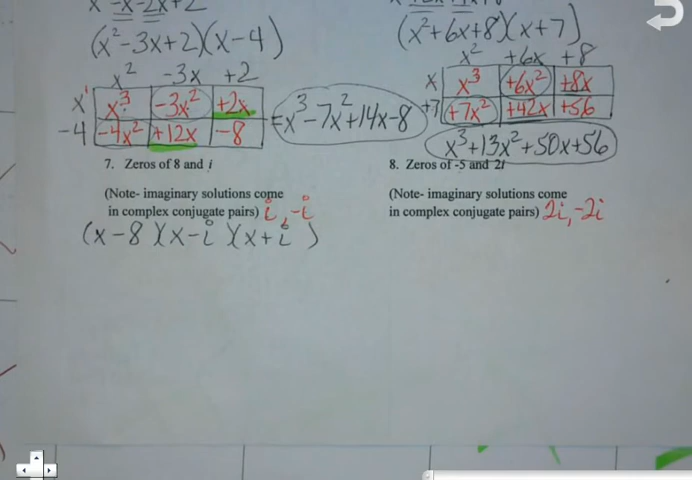 x -x-2x+2
(x²-3x+2)(x-4)
x² -3x +2
x x³ -3x² +2x
-4 -4x² +12x -8
=x³-7x²+14x-8
7. Zeros of 8 and i
(Note- imaginary solutions come
in complex conjugate pairs) i, -i
(x-8)(x-i)(x+i)
(x²+6x+8)(x+7)
x² +6x +8
x x³ +6x² +8x
+7 +7x² +42x +56
x³+13x²+50x+56
8. Zeros of -5 and 2i
(Note- imaginary solutions come
in complex conjugate pairs) 2i, -2i